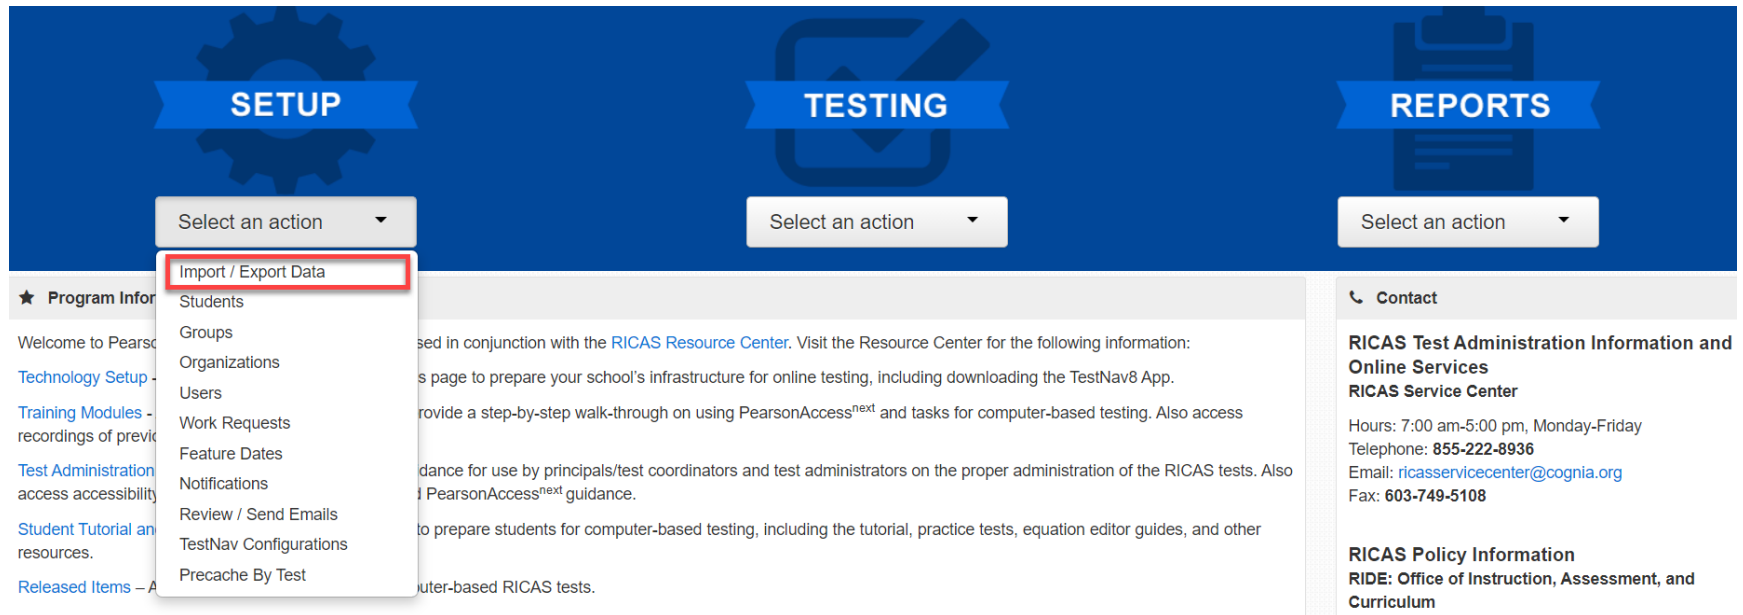 SETUP
TESTING
REPORTS
Select an action
Select an action
Select an action
Import / Export Data
Students
Groups
Organizations
Users
Work Requests
Feature Dates
Notifications
Review / Send Emails
TestNav Configurations
Precache By Test
Program Infor
Welcome to Pearso sed in conjunction with the RICAS Resource Center. Visit the Resource Center for the following information:
Technology Setup - s page to prepare your school's infrastructure for online testing, including downloading the TestNav8 App.
Training Modules - rovide a step-by-step walk-through on using PearsonAccessnext and tasks for computer-based testing. Also access
recordings of previo
Test Administration dance for use by principals/test coordinators and test administrators on the proper administration of the RICAS tests. Also
access accessibility PearsonAccessnext guidance.
Student Tutorial an to prepare students for computer-based testing, including the tutorial, practice tests, equation editor guides, and other
resources.
Released Items – A uter-based RICAS tests.
Contact
RICAS Test Administration Information and
Online Services
RICAS Service Center
Hours: 7:00 am-5:00 pm, Monday-Friday
Telephone: 855-222-8936
Email: ricasservicecenter@cognia.org
Fax: 603-749-5108
RICAS Policy Information
RIDE: Office of Instruction, Assessment, and
Curriculum